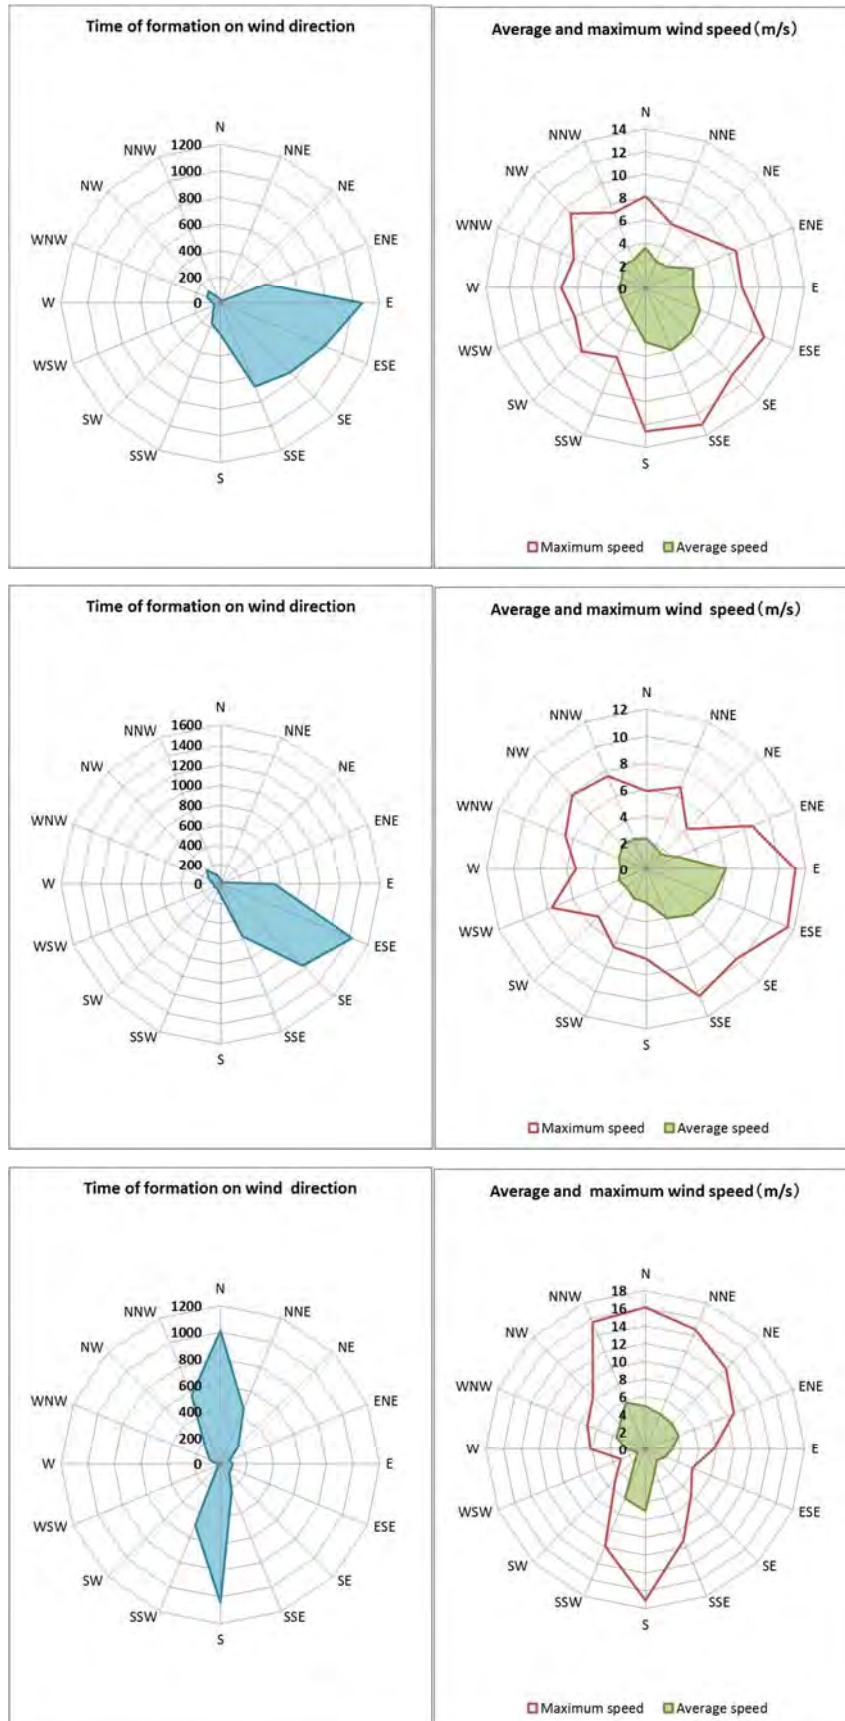 Time of formation on wind direction
N
NNE
NE
ENE
E
ESE
SE
SSE
S
SSW
SW
WSW
W
WNW
NW
NNW
1200
1000
800
600
400
200
0
Average and maximum wind speed(m/s)
N
NNE
NE
ENE
E
ESE
SE
SSE
S
SSW
SW
WSW
W
WNW
NW
NNW
14
12
10
8
6
4
2
0
Maximum speed Average speed
Time of formation on wind direction
N
NNE
NE
ENE
E
ESE
SE
SSE
S
SSW
SW
WSW
W
WNW
NW
NNW
1600
1400
1200
1000
800
600
400
200
0
Average and maximum wind speed(m/s)
N
NNE
NE
ENE
E
ESE
SE
SSE
S
SSW
SW
WSW
W
WNW
NW
NNW
12
10
8
6
4
2
0
Maximum speed Average speed
Time of formation on wind direction
N
NNE
NE
ENE
E
ESE
SE
SSE
S
SSW
SW
WSW
W
WNW
NW
NNW
1200
1000
800
600
400
200
0
Average and maximum wind speed(m/s)
N
NNE
NE
ENE
E
ESE
SE
SSE
S
SSW
SW
WSW
W
WNW
NW
NNW
18
16
14
12
10
8
6
4
2
0
Maximum speed Average speed